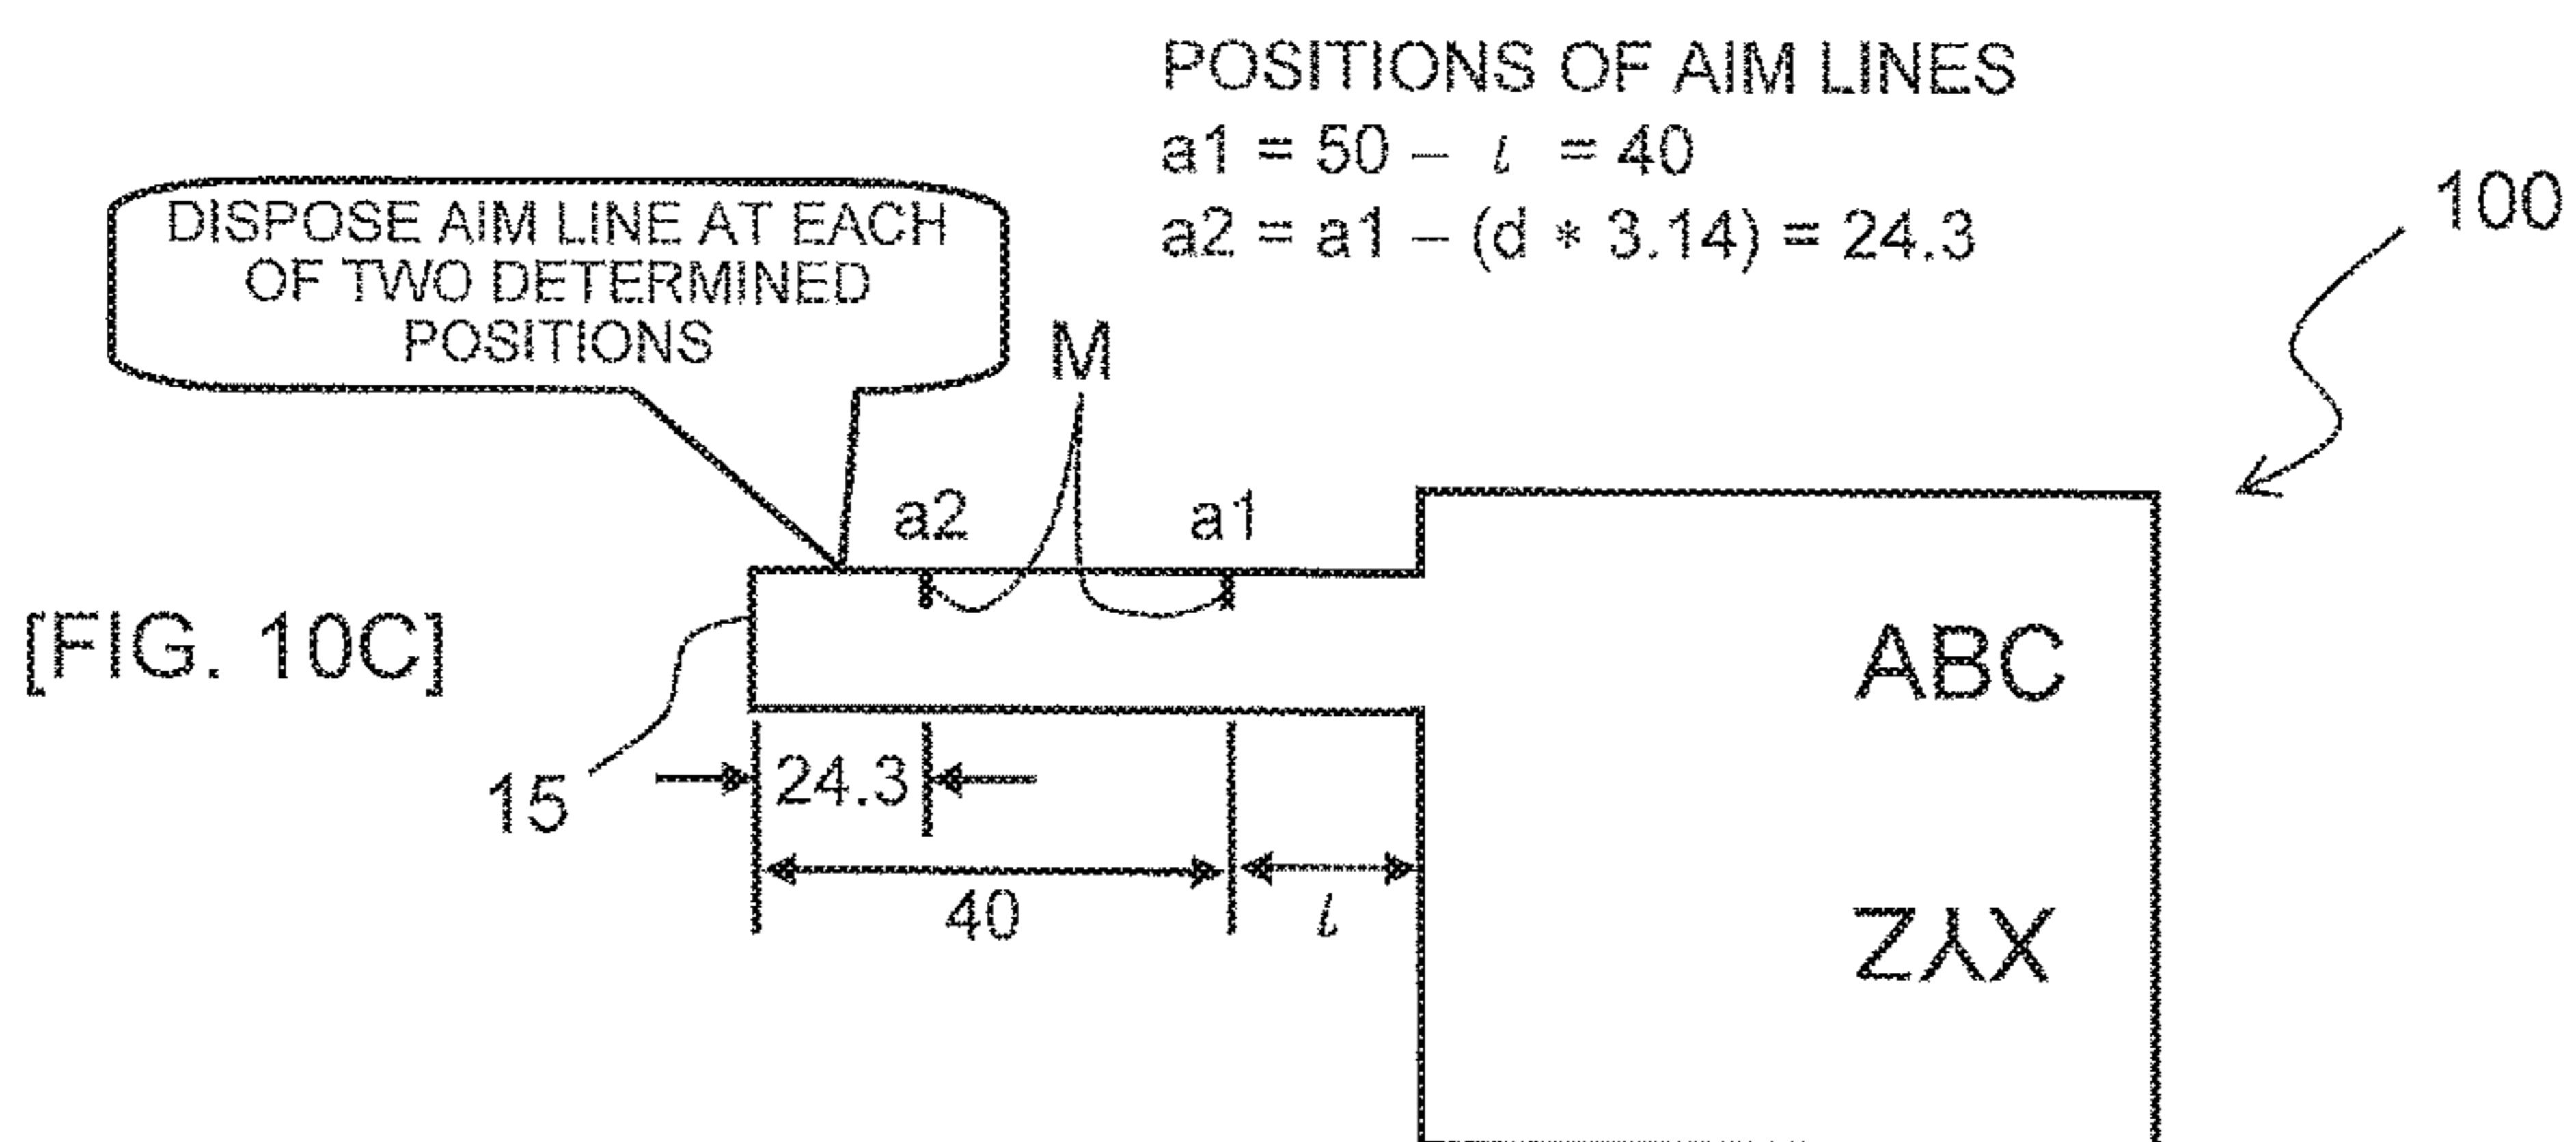 POSITIONS OF AIM LINES
a1 = 50 – l = 40
a2 = a1 – (d * 3.14) = 24.3
100
DISPOSE AIM LINE AT EACH
OF TWO DETERMINED
POSITIONS
M
a2
a1
[FIG. 10C]
ABC
15
24.3
40
l
XYZ